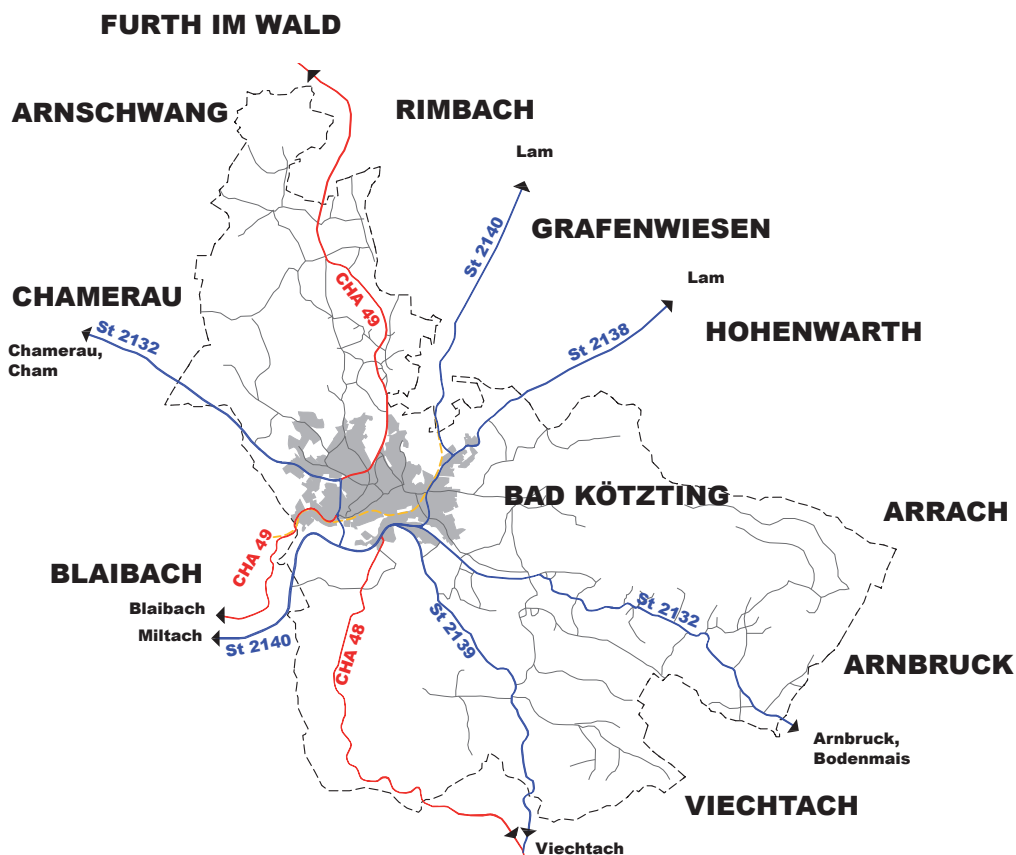 FURTH IM WALD
ARNSCHWANG
RIMBACH
Lam
St 2140
GRAFENWIESEN
CHA 49
Lam
CHAMERAU
St 2132
St 2138
HOHENWARTH
Chamerau,
Cham
BAD KÖTZTING
ARRACH
CHA 49
BLAIBACH
Blaibach
Miltach
St 2140
CHA 48
St 2139
St 2132
ARNBRUCK
Arnbruck,
Bodenmais
VIECHTACH
Viechtach